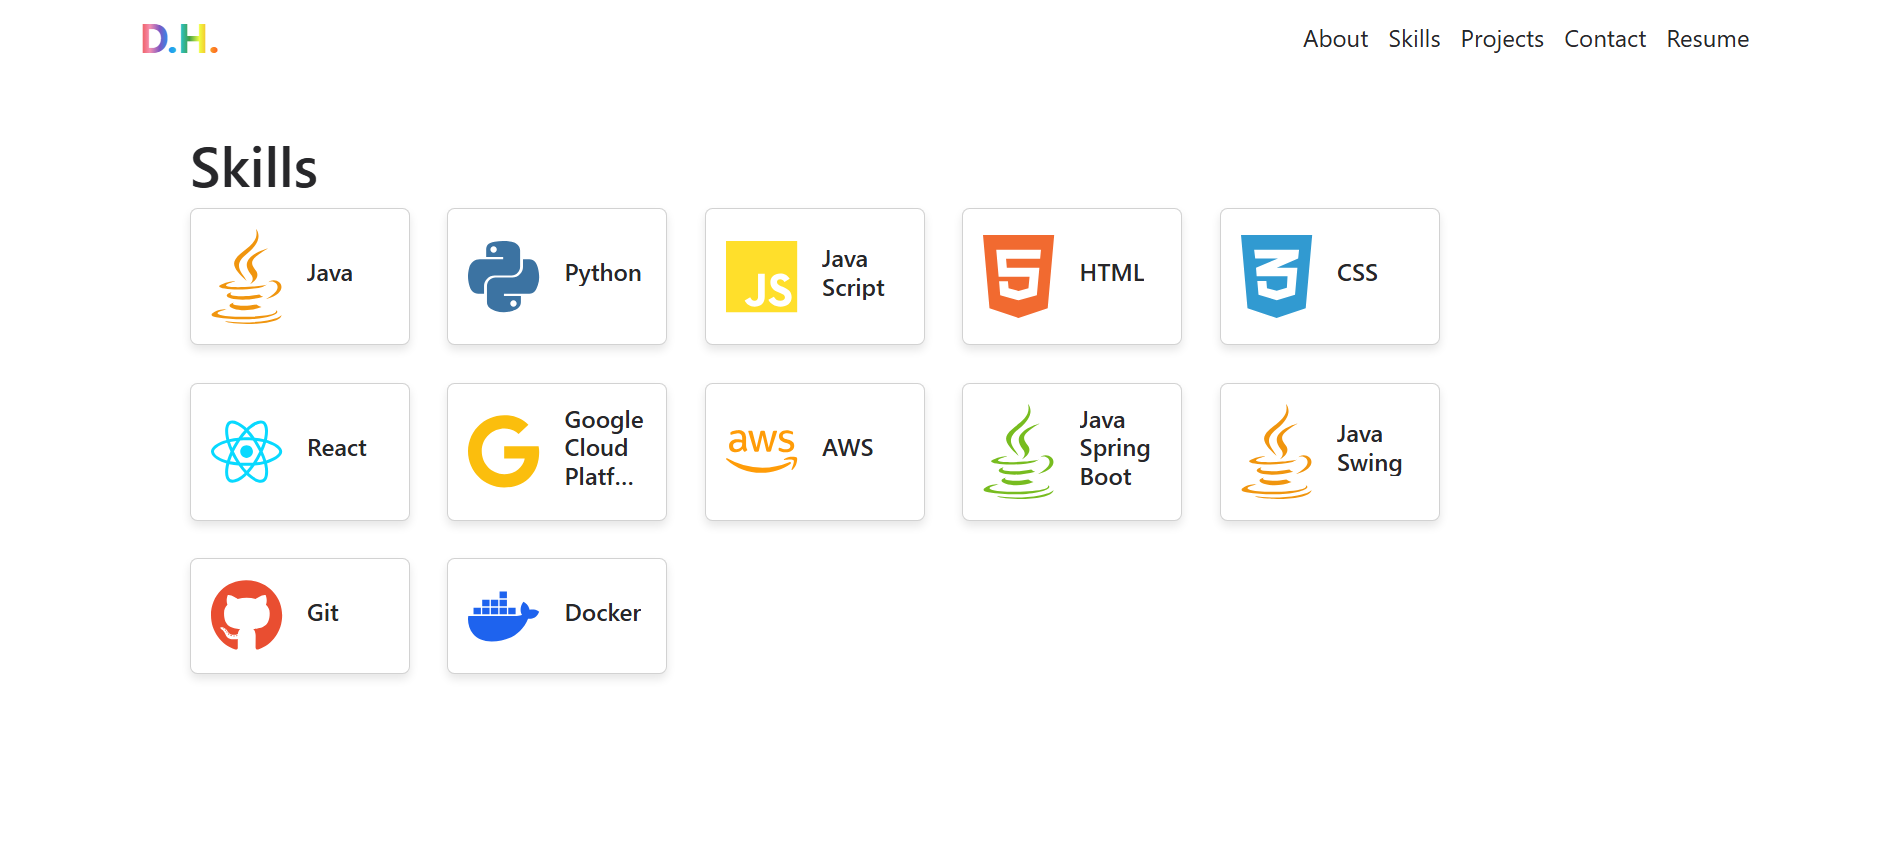 D.H.
About Skills Projects Contact Resume
Skills
Java
Python
JS
Java
Script
HTML
CSS
React
Google
Cloud
Platf...
aws
AWS
Java
Spring
Boot
Java
Swing
Git
Docker